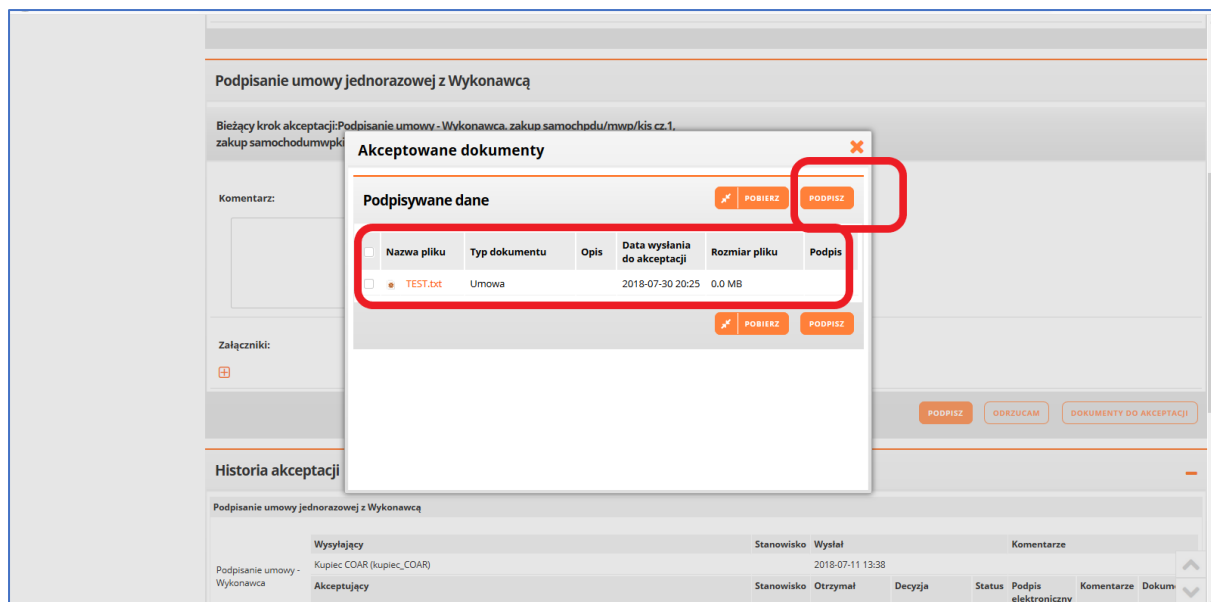 Podpisanie umowy jednorazowej z Wykonawcą
Bieżący krok akceptacji:Podpisanie umowy - Wykonawca, zakup samochpdu/mwp/kis cz.1,
zakup samochodumwpki
Akceptowane dokumenty
Komentarz:
Podpisywane dane
POBIERZ
PODPISZ
Nazwa pliku Typ dokumentu Opis Data wysłania do akceptacji Rozmiar pliku Podpis
TEST.txt Umowa 2018-07-30 20:25 0.0 MB
POBIERZ
PODPISZ
Załączniki:
PODPISZ
ODRZUCAM
DOKUMENTY DO AKCEPTACJI
Historia akceptacji
Podpisanie umowy jednorazowej z Wykonawcą
Wysyłający Stanowisko Wysłał Komentarze
Podpisanie umowy - Wykonawca
Kupiec COAR (kupiec_COAR) 2018-07-11 13:38
Akceptujący Stanowisko Otrzymał Decyzja Status Podpis elektroniczny Komentarze Dokum